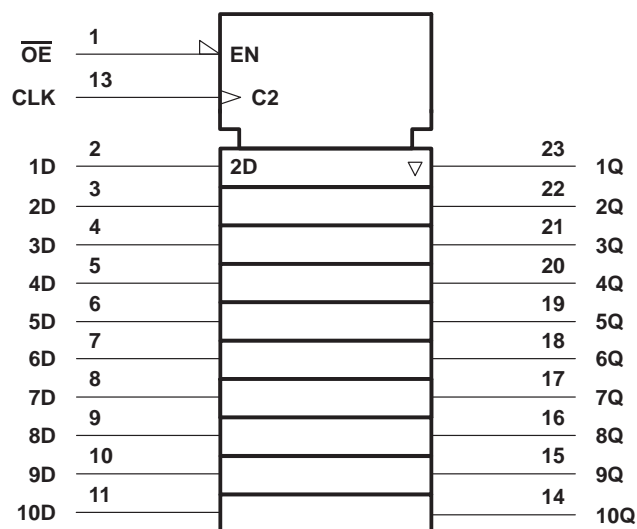 O̅E̅ 1 EN
CLK 13 C2
1D 2 2D 23 1Q
2D 3 22 2Q
3D 4 21 3Q
4D 5 20 4Q
5D 6 19 5Q
6D 7 18 6Q
7D 8 17 7Q
8D 9 16 8Q
9D 10 15 9Q
10D 11 14 10Q